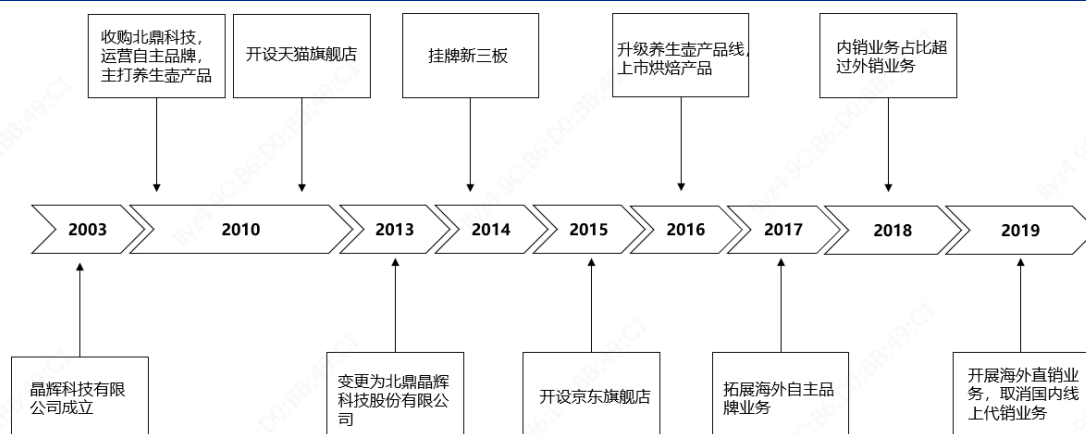 收购北鼎科技，
运营自主品牌，
主打养生壶产品
开设天猫旗舰店
挂牌新三板
升级养生壶产品线，
上市烘焙产品
内销业务占比超
过外销业务
2003
2010
2013
2014
2015
2016
2017
2018
2019
晶辉科技有限
公司成立
变更为北鼎晶辉
科技股份有限公
司
开设京东旗舰店
拓展海外自主品
牌业务
开展海外直销业
务，取消国内线
上代销业务